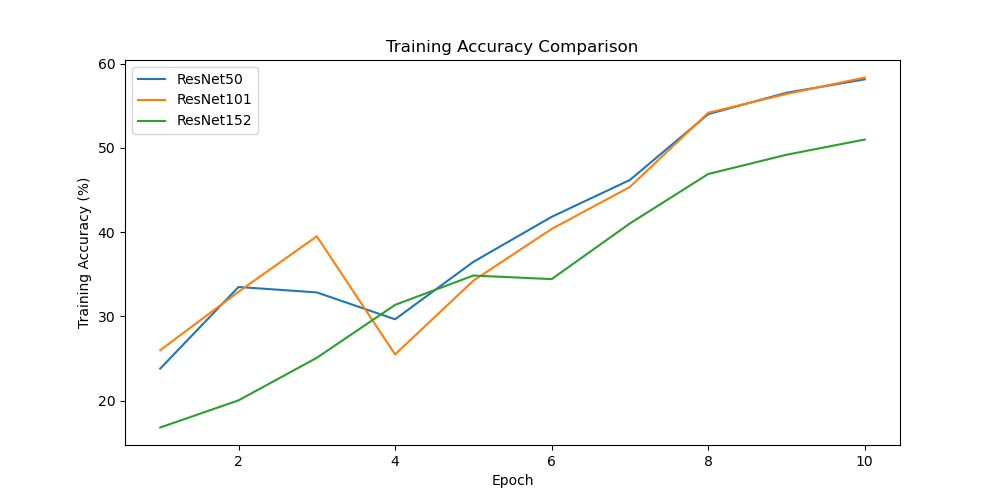 Training Accuracy Comparison
ResNet50
ResNet101
ResNet152
Training Accuracy (%)
60
50
40
30
20
2 4 6 8 10
Epoch